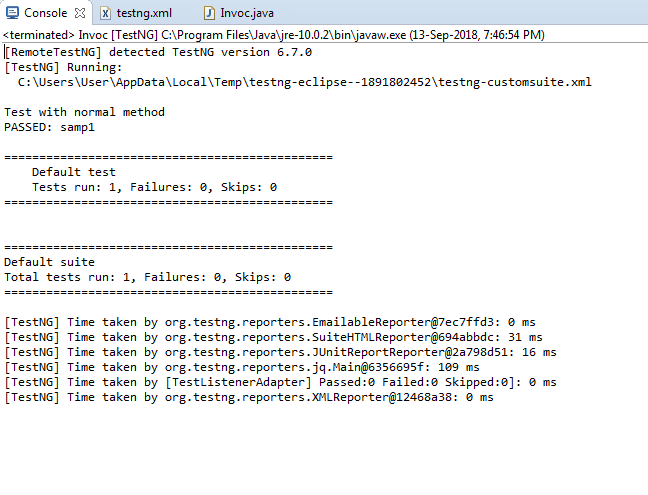 Console testng.xml Invoc.java
<terminated> Invoc [TestNG] C:\Program Files\Java\jre-10.0.2\bin\javaw.exe (13-Sep-2018, 7:46:54 PM)
[RemoteTestNG] detected TestNG version 6.7.0
[TestNG] Running:
  C:\Users\User\AppData\Local\Temp\testng-eclipse--1891802452\testng-customsuite.xml

Test with normal method
PASSED: samp1

===============================================
    Default test
    Tests run: 1, Failures: 0, Skips: 0
===============================================


===============================================
Default suite
Total tests run: 1, Failures: 0, Skips: 0
===============================================

[TestNG] Time taken by org.testng.reporters.EmailableReporter@7ec7ffd3: 0 ms
[TestNG] Time taken by org.testng.reporters.SuiteHTMLReporter@694abbdc: 31 ms
[TestNG] Time taken by org.testng.reporters.JUnitReportReporter@2a798d51: 16 ms
[TestNG] Time taken by org.testng.reporters.jq.Main@6356695f: 109 ms
[TestNG] Time taken by [TestListenerAdapter] Passed:0 Failed:0 Skipped:0]: 0 ms
[TestNG] Time taken by org.testng.reporters.XMLReporter@12468a38: 0 ms